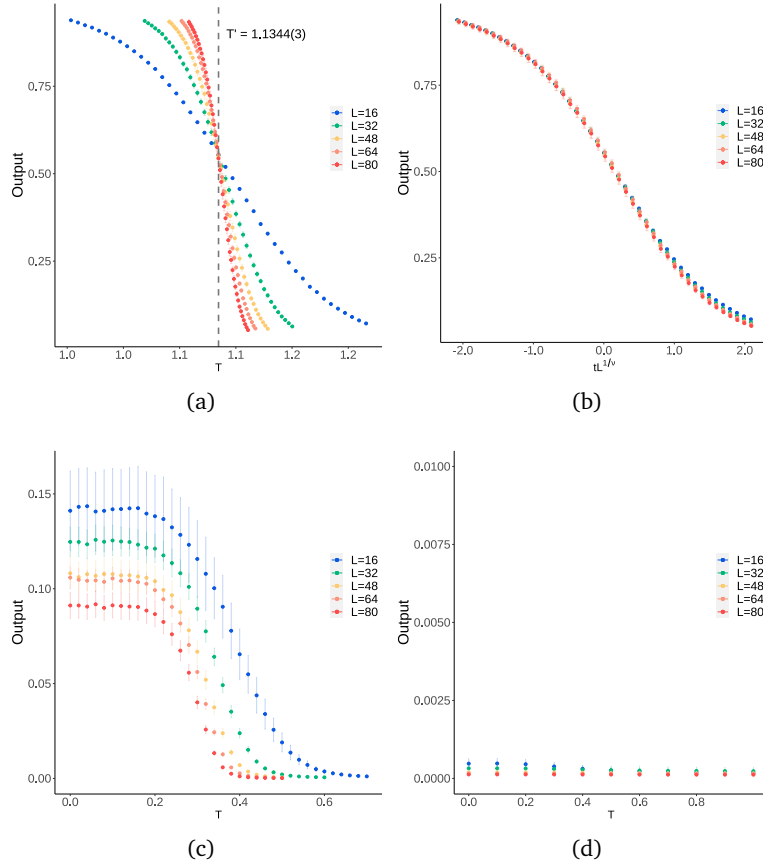 T' = 1.1344(3)
0.75
0.50
0.25
Output
L=16
L=32
L=48
L=64
L=80
1.0
1.0
1.1
1.1
1.2
1.2
T
(a)
0.75
0.50
0.25
Output
L=16
L=32
L=48
L=64
L=80
-2.0
-1.0
0.0
1.0
2.0
tL^{1/ν}
(b)
0.15
0.10
0.05
0.00
Output
L=16
L=32
L=48
L=64
L=80
0.0
0.2
0.4
0.6
T
(c)
0.0100
0.0075
0.0050
0.0025
0.0000
Output
L=16
L=32
L=48
L=64
L=80
0.0
0.2
0.4
0.6
0.8
T
(d)